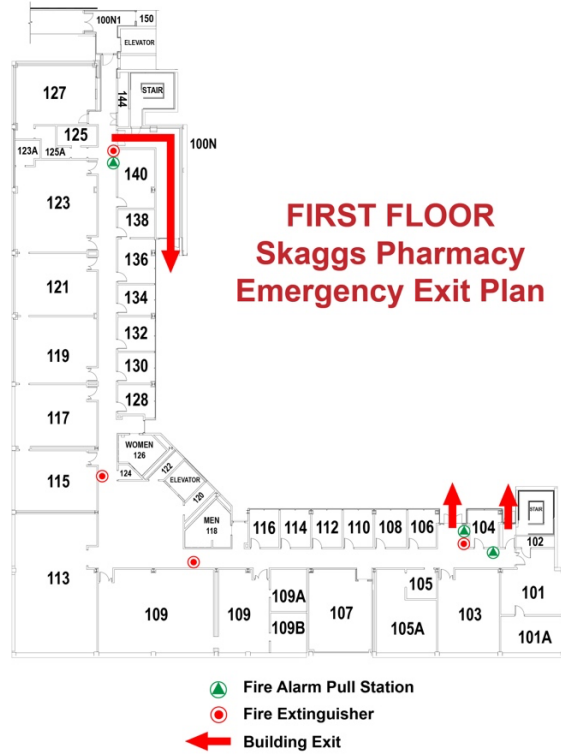 100N1
150
ELEVATOR
STAIR
127
144
125
123A
125A
100N
140
123
138
136
FIRST FLOOR
Skaggs Pharmacy
Emergency Exit Plan
121
134
132
119
130
128
117
WOMEN
126
124
122
ELEVATOR
120
115
MEN
118
116
114
112
110
108
106
104
STAIR
102
113
109
109
109A
109B
107
105
105A
103
101
101A
Fire Alarm Pull Station
Fire Extinguisher
Building Exit